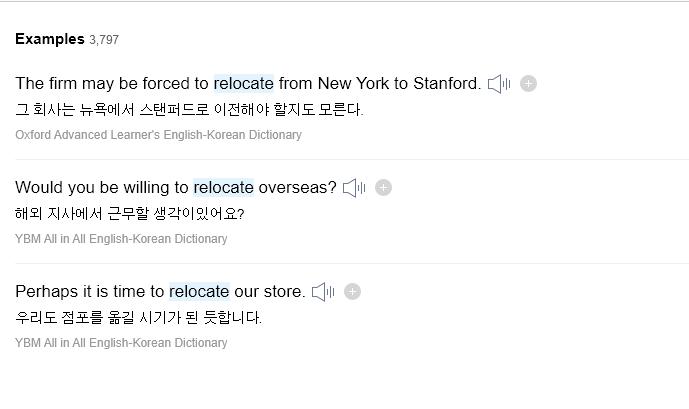 Examples 3,797
The firm may be forced to relocate from New York to Stanford.
그 회사는 뉴욕에서 스탠퍼드로 이전해야 할지도 모른다.
Oxford Advanced Learner's English-Korean Dictionary
Would you be willing to relocate overseas?
해외 지사에서 근무할 생각이있어요?
YBM All in All English-Korean Dictionary
Perhaps it is time to relocate our store.
우리도 점포를 옮길 시기가 된 듯합니다.
YBM All in All English-Korean Dictionary